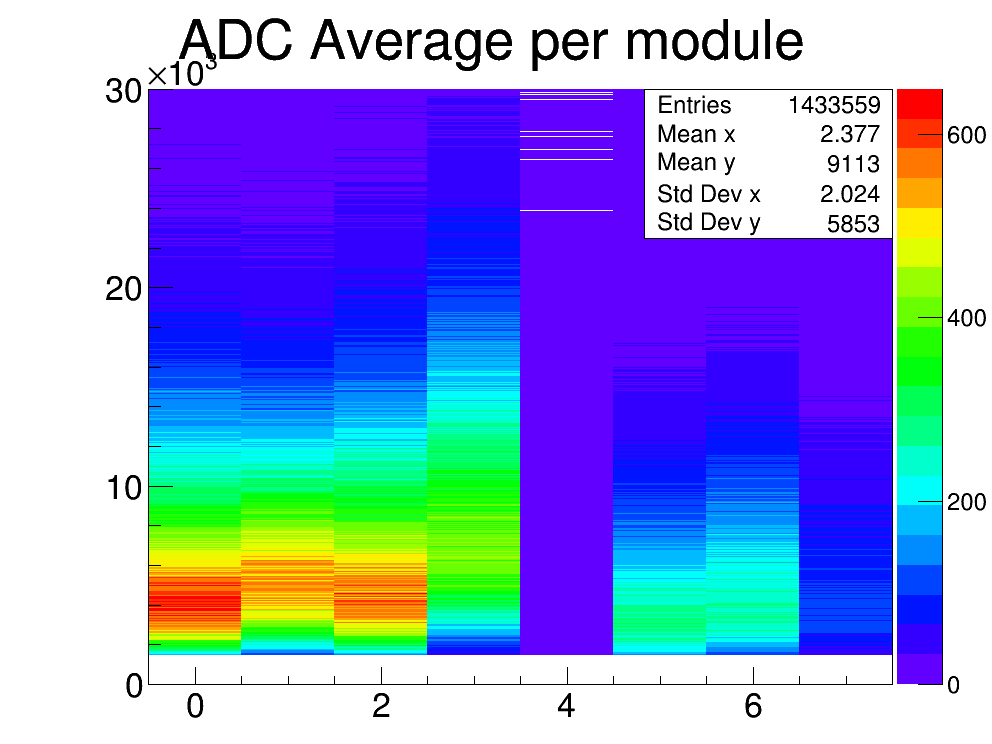 ADC Average per module
×10³
30
20
10
0
0 2 4 6
Entries 1433559
Mean x 2.377
Mean y 9113
Std Dev x 2.024
Std Dev y 5853
600
400
200
0